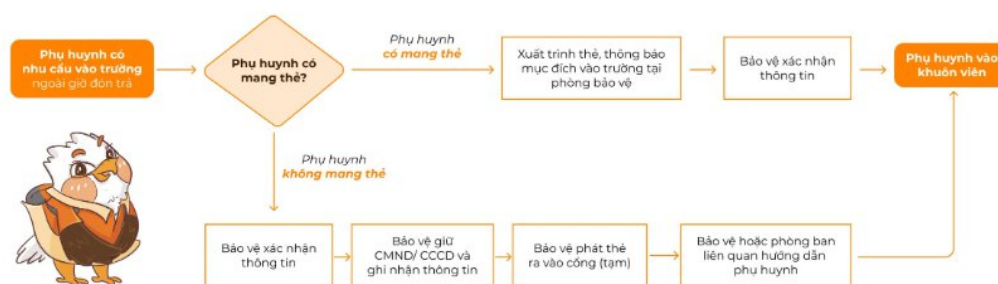 Phụ huynh có
nhu cầu vào trường
ngoài giờ đón trả
Phụ huynh có
mang thẻ?
Phụ huynh
có mang thẻ
Xuất trình thẻ, thông báo
mục đích vào trường tại
phòng bảo vệ
Bảo vệ xác nhận
thông tin
Phụ huynh vào
khuôn viên
Phụ huynh
không mang thẻ
Bảo vệ xác nhận
thông tin
Bảo vệ giữ
CMND/ CCCD và
ghi nhận thông tin
Bảo vệ phát thẻ
ra vào cổng (tạm)
Bảo vệ hoặc phòng ban
liên quan hướng dẫn
phụ huynh